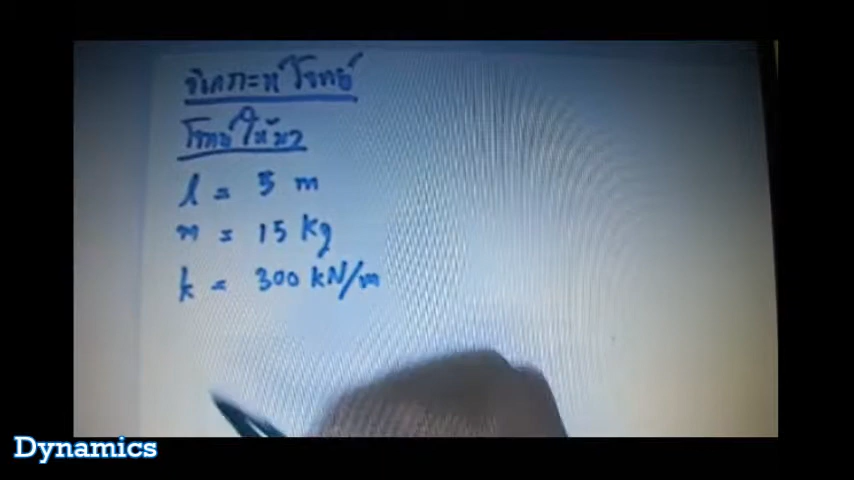 วิเคราะห์โจทย์
โจทย์ให้มา
l = 5 m
m = 15 kg
k = 300 kN/m
Dynamics